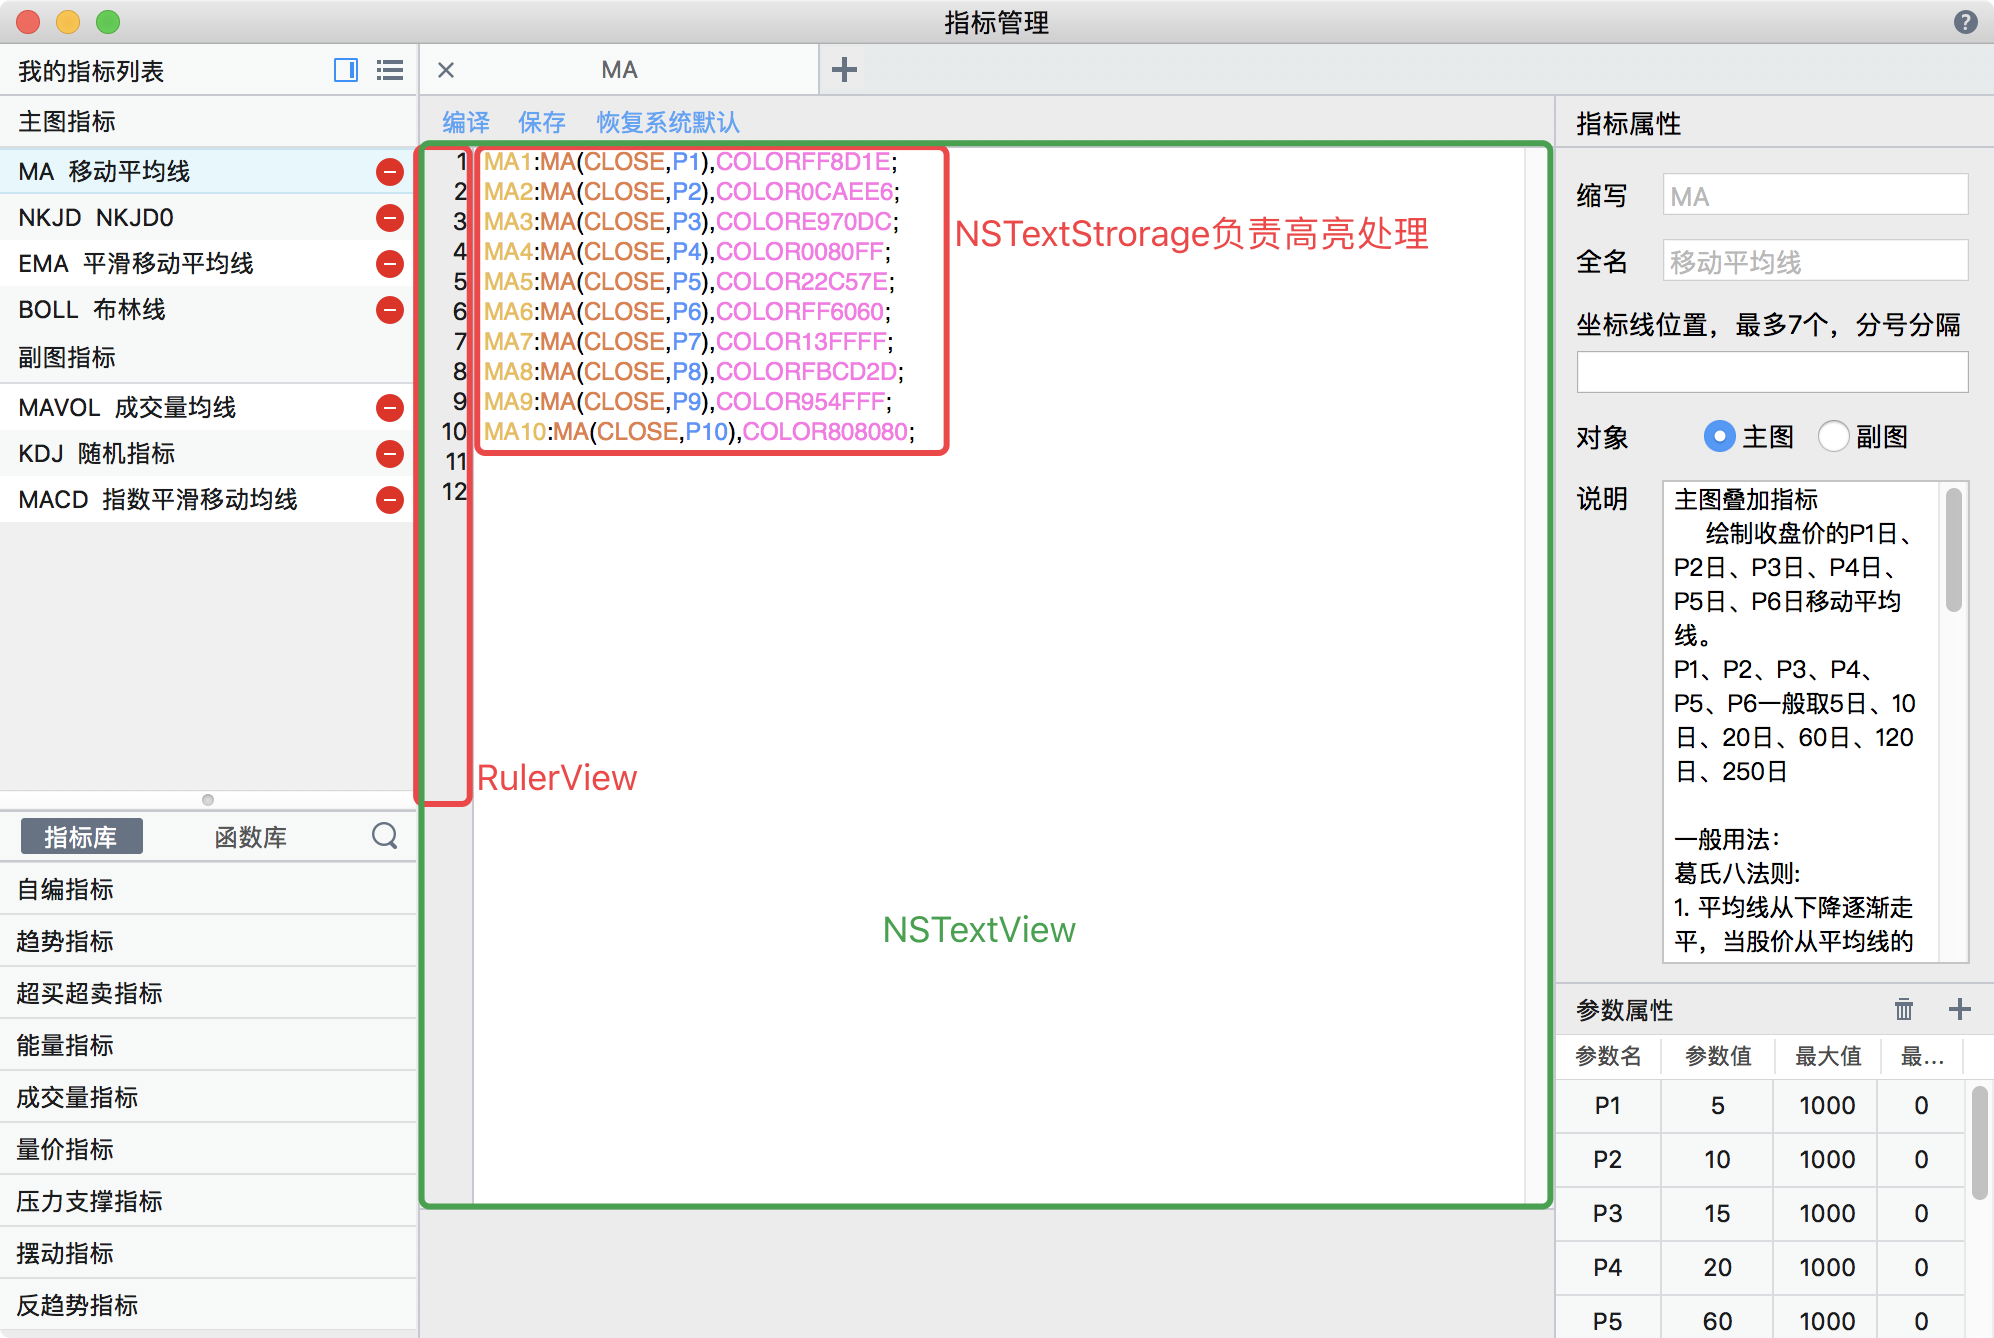 指标管理
?
我的指标列表
MA
主图指标
MA 移动平均线
NKJD NKJD0
EMA 平滑移动平均线
BOLL 布林线
副图指标
MAVOL 成交量均线
KDJ 随机指标
MACD 指数平滑移动均线
指标库 函数库
自编指标
趋势指标
超买超卖指标
能量指标
成交量指标
量价指标
压力支撑指标
摆动指标
反趋势指标
编译 保存 恢复系统默认
1 MA1:MA(CLOSE,P1),COLORFF8D1E;
2 MA2:MA(CLOSE,P2),COLOR0CAEE6;
3 MA3:MA(CLOSE,P3),COLORE970DC;
4 MA4:MA(CLOSE,P4),COLOR0080FF;
5 MA5:MA(CLOSE,P5),COLOR22C57E;
6 MA6:MA(CLOSE,P6),COLORFF6060;
7 MA7:MA(CLOSE,P7),COLOR13FFFF;
8 MA8:MA(CLOSE,P8),COLORFBCD2D;
9 MA9:MA(CLOSE,P9),COLOR954FFF;
10 MA10:MA(CLOSE,P10),COLOR808080;
11
12
NSTextStrorage负责高亮处理
RulerView
NSTextView
指标属性
缩写 MA
全名 移动平均线
坐标线位置，最多7个，分号分隔
对象 主图 副图
说明
主图叠加指标
绘制收盘价的P1日、
P2日、P3日、P4日、
P5日、P6日移动平均
线。
P1、P2、P3、P4、
P5、P6一般取5日、10
日、20日、60日、120
日、250日
一般用法：
葛氏八法则:
1. 平均线从下降逐渐走
平，当股价从平均线的
参数属性
参数名 参数值 最大值 最...
P1 5 1000 0
P2 10 1000 0
P3 15 1000 0
P4 20 1000 0
P5 60 1000 0